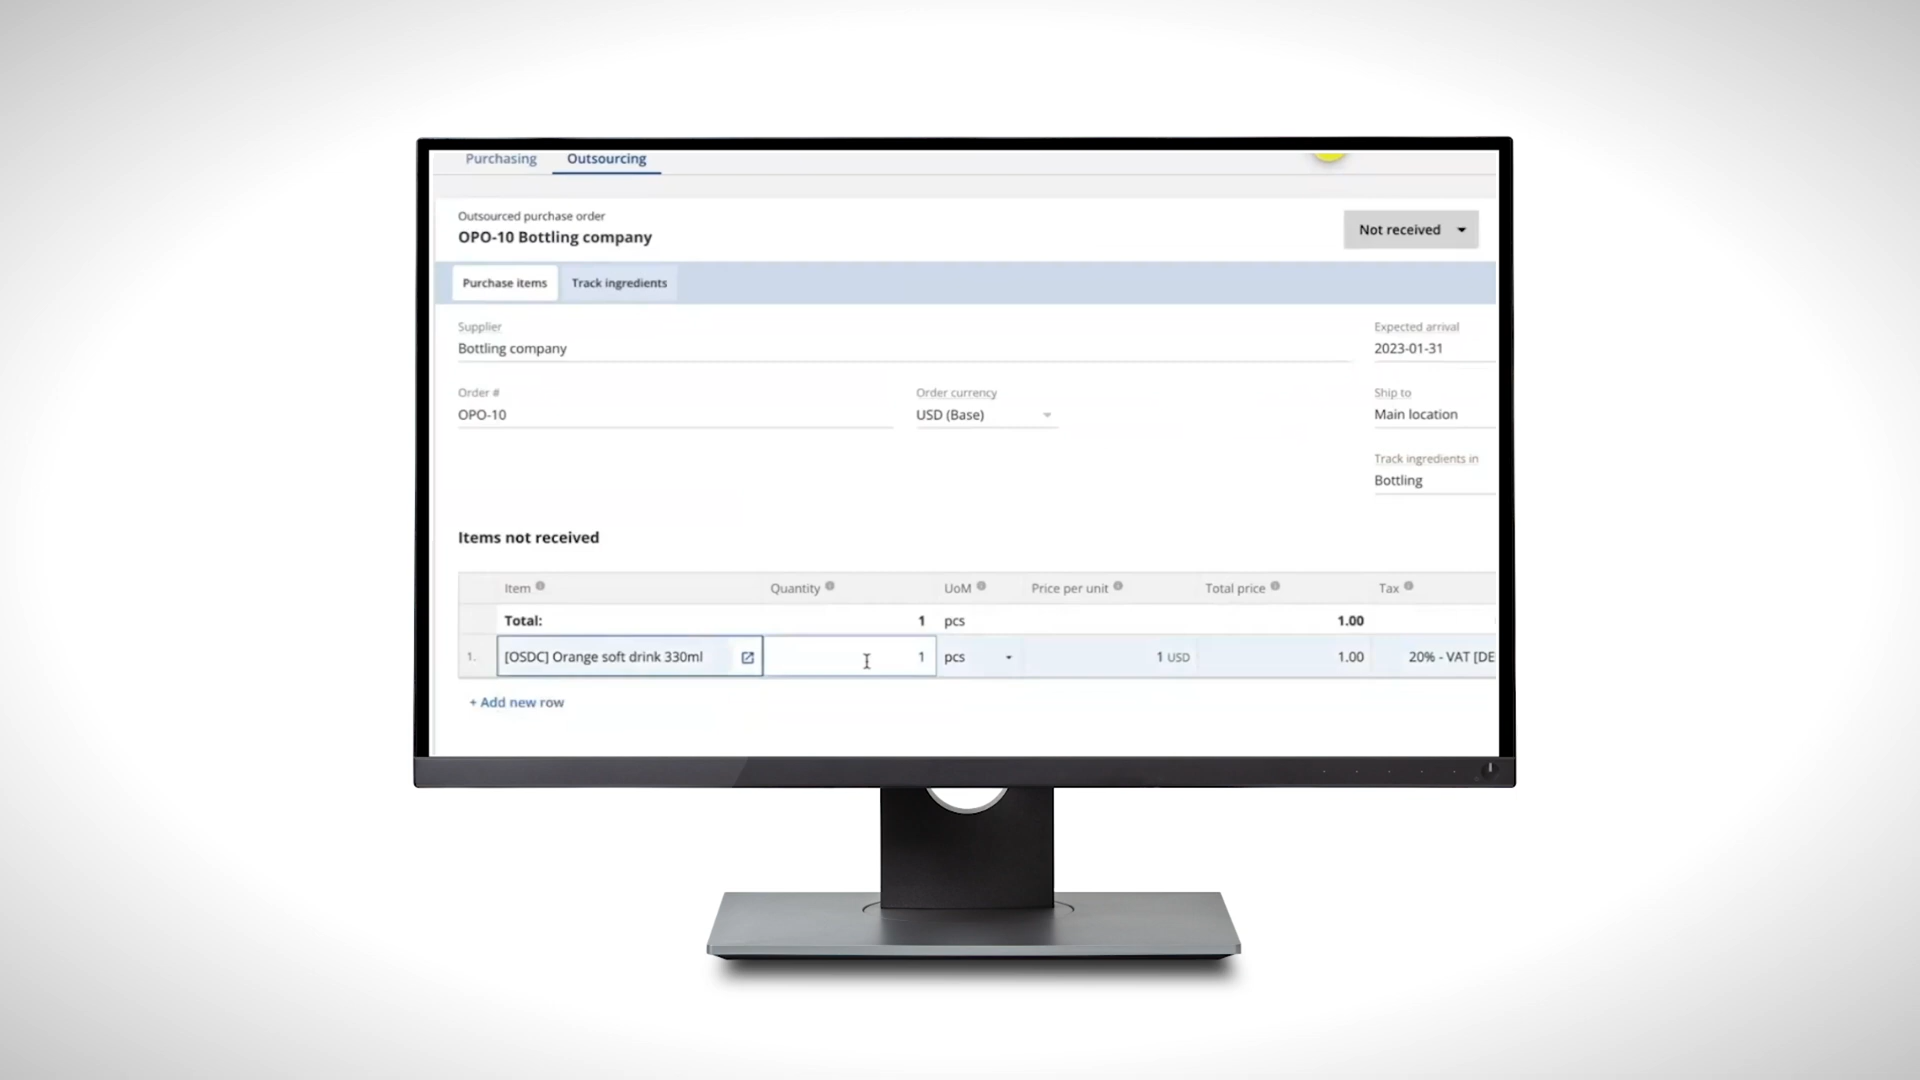 Purchasing Outsourcing
Outsourced purchase order
OPO-10 Bottling company
Not received
Purchase items Track ingredients
Supplier
Bottling company
Expected arrival
2023-01-31
Order #
OPO-10
Order currency
USD (Base)
Ship to
Main location
Track ingredients in
Bottling
Items not received
Item Quantity UoM Price per unit Total price Tax
Total: 1 pcs 1.00
1. [OSDC] Orange soft drink 330ml 1 pcs 1 USD 1.00 20% - VAT [DE
+ Add new row